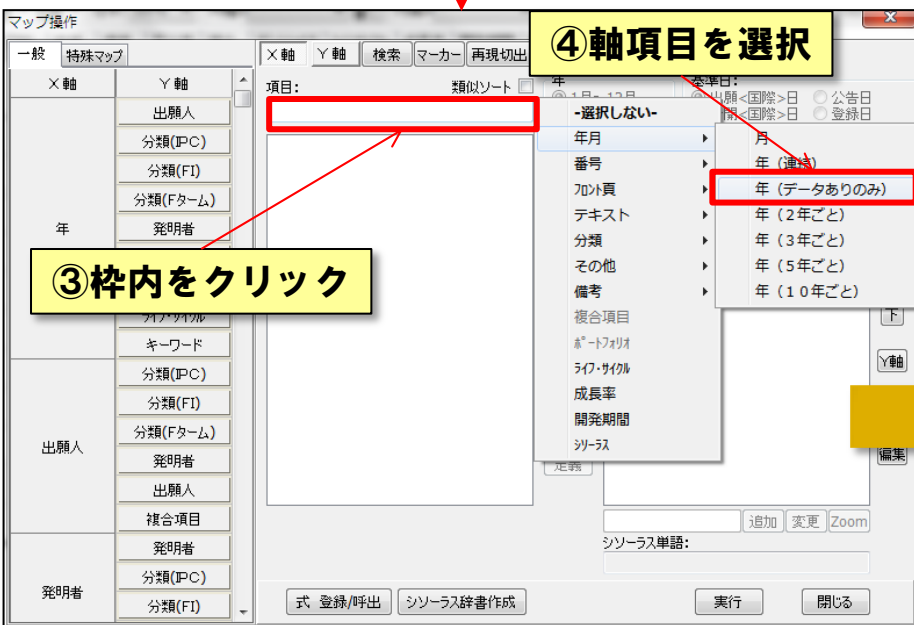 マップ操作
④軸項目を選択
一般 特殊マップ
X軸 Y軸 検索 マーカー 再現切出
X軸 Y軸
項目: 類似ソート
年 基準日:
1月~12月 出願<国際>日 公告日
開<国際>日 登録日
出願人
分類(IPC)
分類(FI)
分類(Fターム)
年 発明者
ライフ・サイクル
キーワード
分類(IPC)
分類(FI)
分類(Fターム)
出願人
発明者
出願人
複合項目
発明者
分類(IPC)
発明者
分類(FI)
③枠内をクリック
-選択しない-
年月
番号
フロント頁
テキスト
分類
その他
備考
複合項目
ポートフォリオ
ライフ・サイクル
成長率
開発期間
シソーラス
月
年（連続）
年（データありのみ）
年（２年ごと）
年（３年ごと）
年（５年ごと）
年（１０年ごと）
下
Y軸
編集
定義
追加 変更 Zoom
シソーラス単語:
式 登録/呼出 シソーラス辞書作成 実行 閉じる